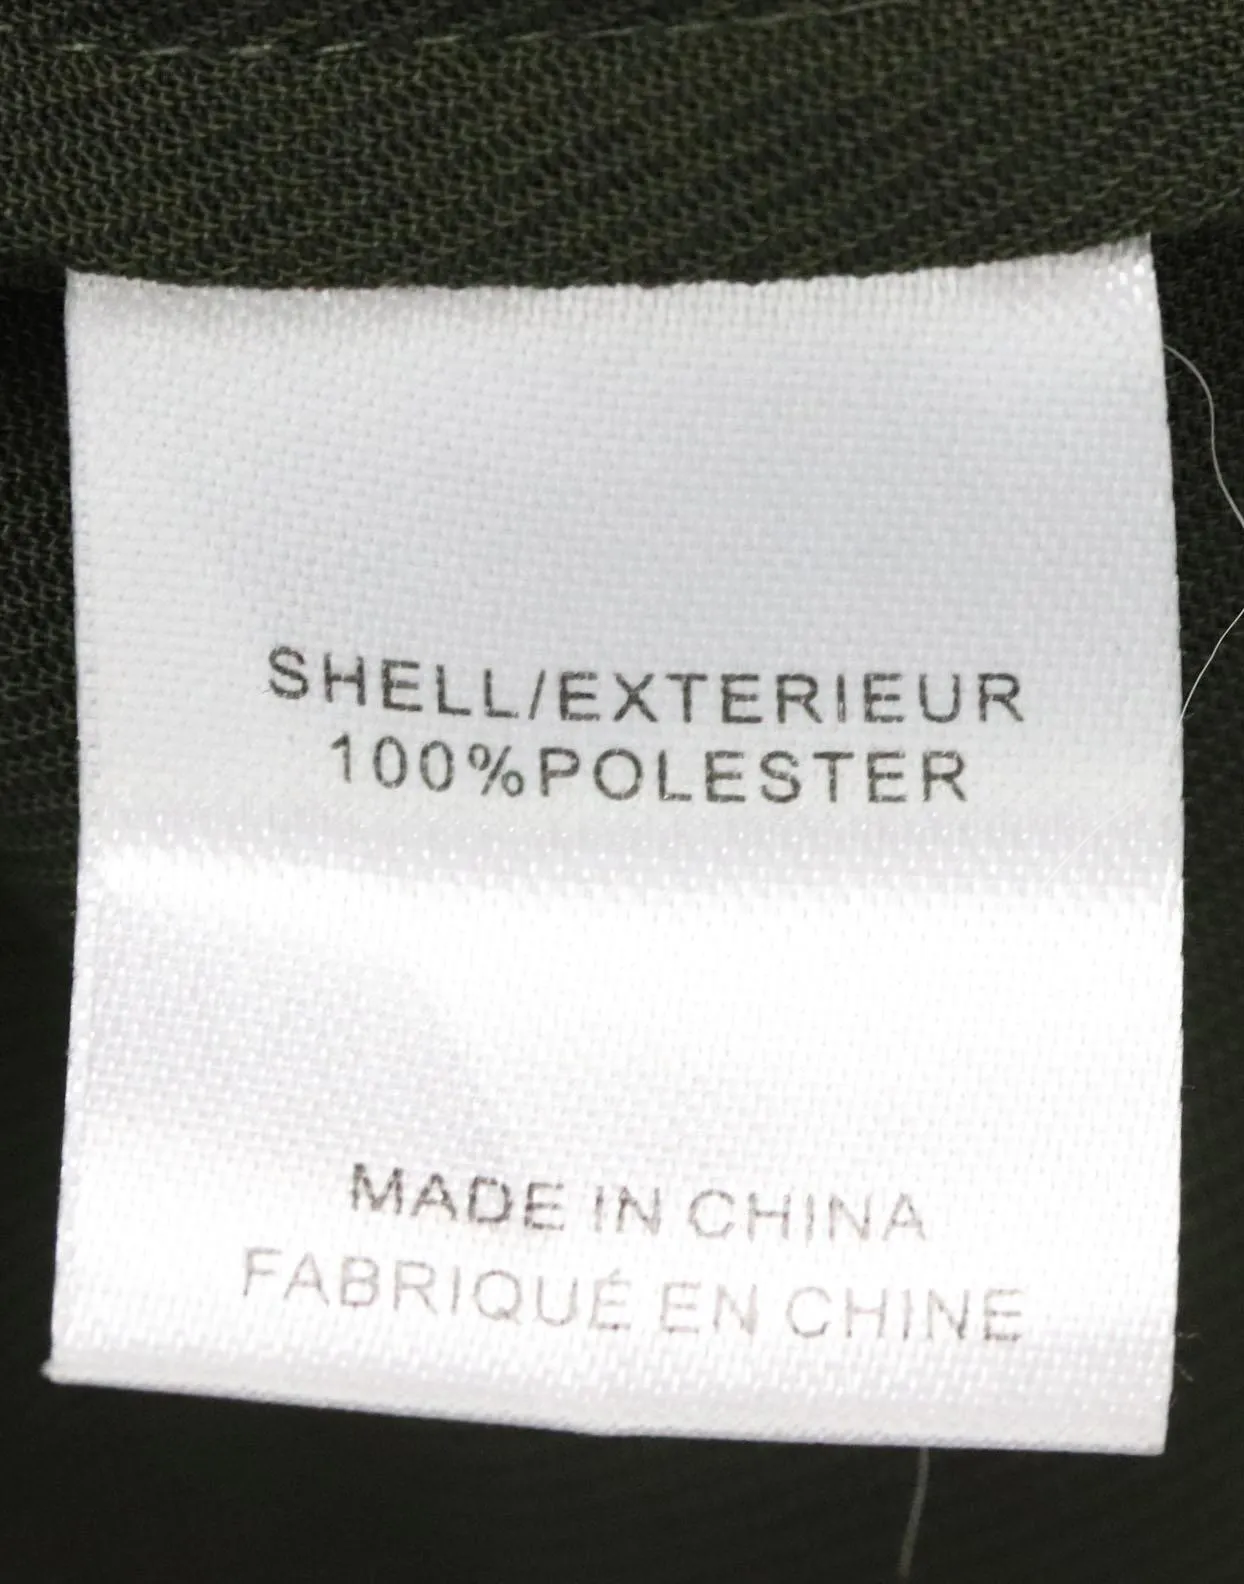 SHELL/EXTERIEUR
100%POLESTER
MADE IN CHINA
FABRIQUÉ EN CHINE